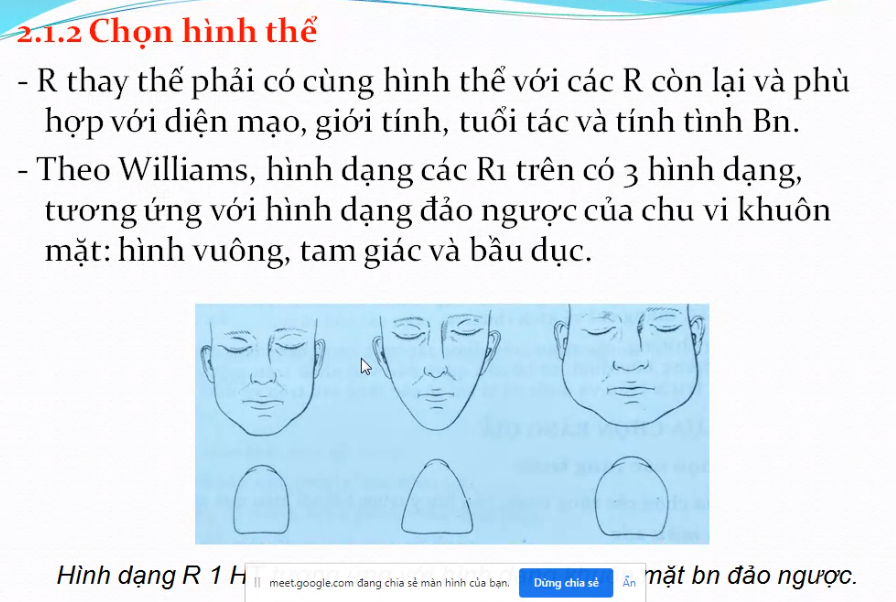 2.1.2 Chọn hình thể
- R thay thế phải có cùng hình thể với các R còn lại và phù
hợp với diện mạo, giới tính, tuổi tác và tính tình Bn.
- Theo Williams, hình dạng các R1 trên có 3 hình dạng,
tương ứng với hình dạng đảo ngược của chu vi khuôn
mặt: hình vuông, tam giác và bầu dục.
Hình dạng R 1 mặt bn đảo ngược.
meet.google.com đang chia sẻ màn hình của bạn. Dừng chia sẻ Ẩn